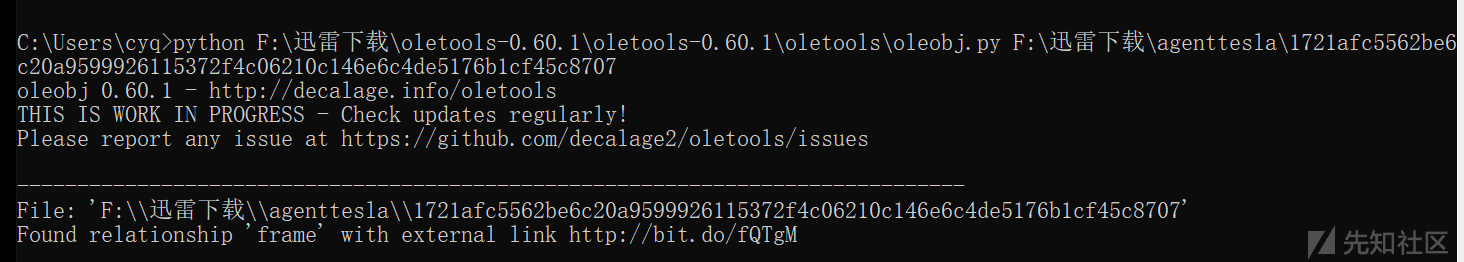 C:\Users\cyq>python F:\迅雷下载\oletools-0.60.1\oletools-0.60.1\oletools\oleobj.py F:\迅雷下载\agenttesla\1721afc5562be6
c20a9599926115372f4c06210c146e6c4de5176b1cf45c8707
oleobj 0.60.1 - http://decalage.info/oletools
THIS IS WORK IN PROGRESS - Check updates regularly!
Please report any issue at https://github.com/decalage2/oletools/issues
-------------------------------------------------------------------------------
File: 'F:\\迅雷下载\\agenttesla\\1721afc5562be6c20a9599926115372f4c06210c146e6c4de5176b1cf45c8707'
Found relationship 'frame' with external link http://bit.do/fQTgM
先知社区